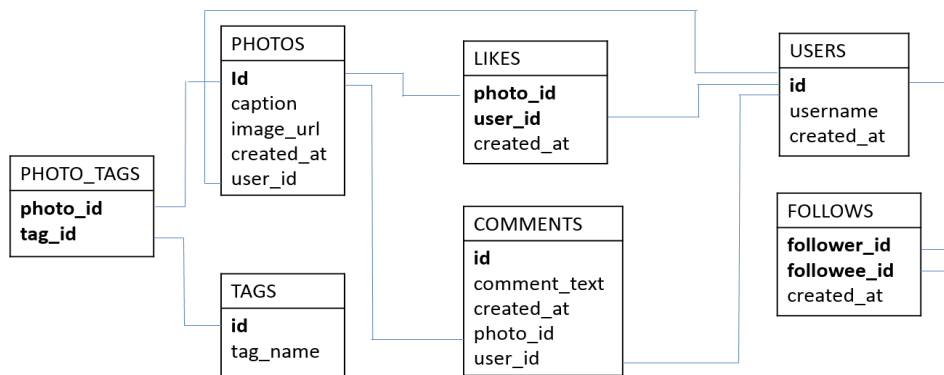 PHOTOS
Id
caption
image_url
created_at
user_id
LIKES
photo_id
user_id
created_at
USERS
id
username
created_at
PHOTO_TAGS
photo_id
tag_id
TAGS
id
tag_name
COMMENTS
id
comment_text
created_at
photo_id
user_id
FOLLOWS
follower_id
followee_id
created_at